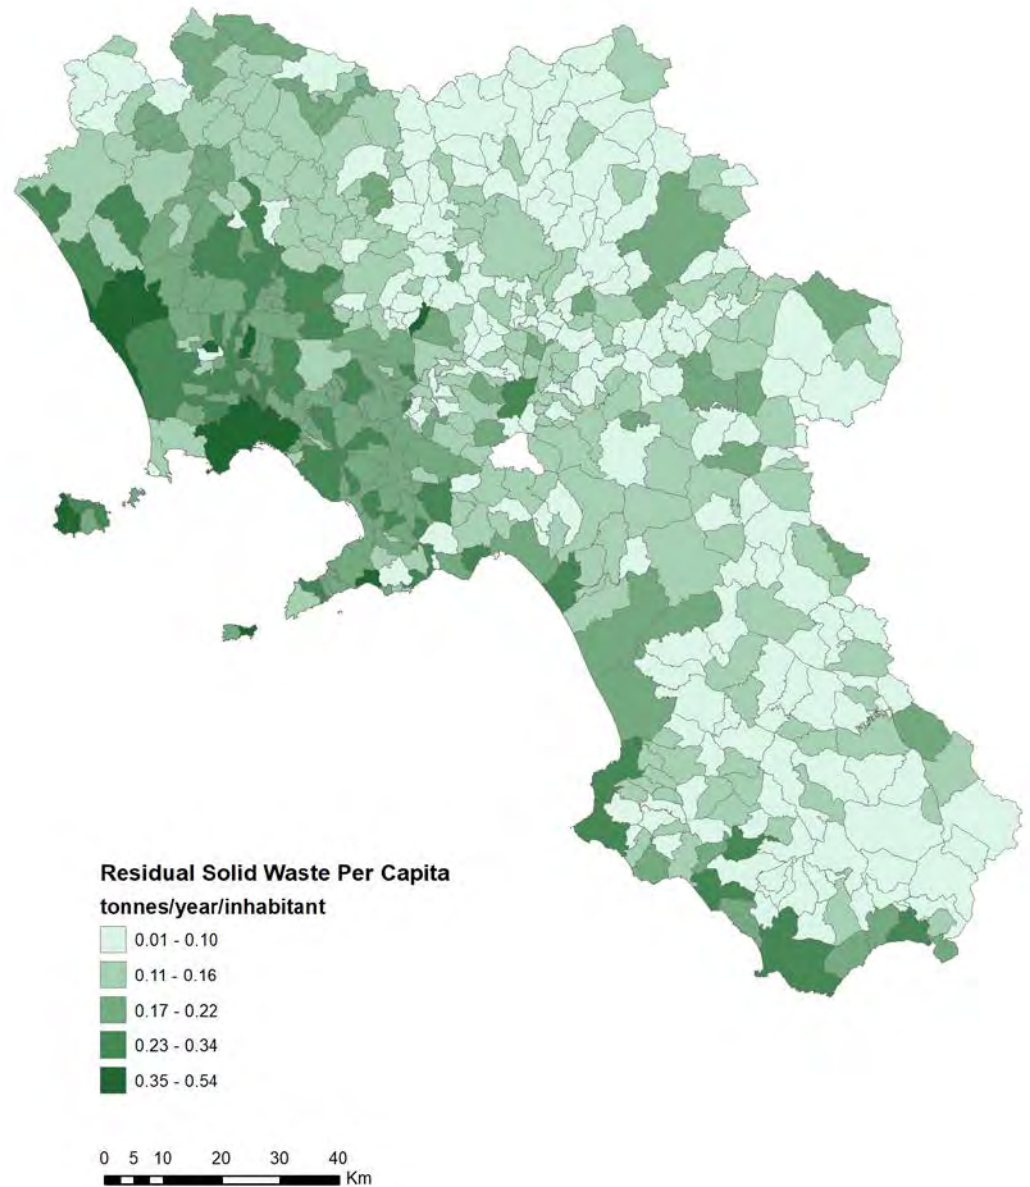 Residual Solid Waste Per Capita
tonnes/year/inhabitant
0.01 - 0.10
0.11 - 0.16
0.17 - 0.22
0.23 - 0.34
0.35 - 0.54
0 5 10 20 30 40
Km